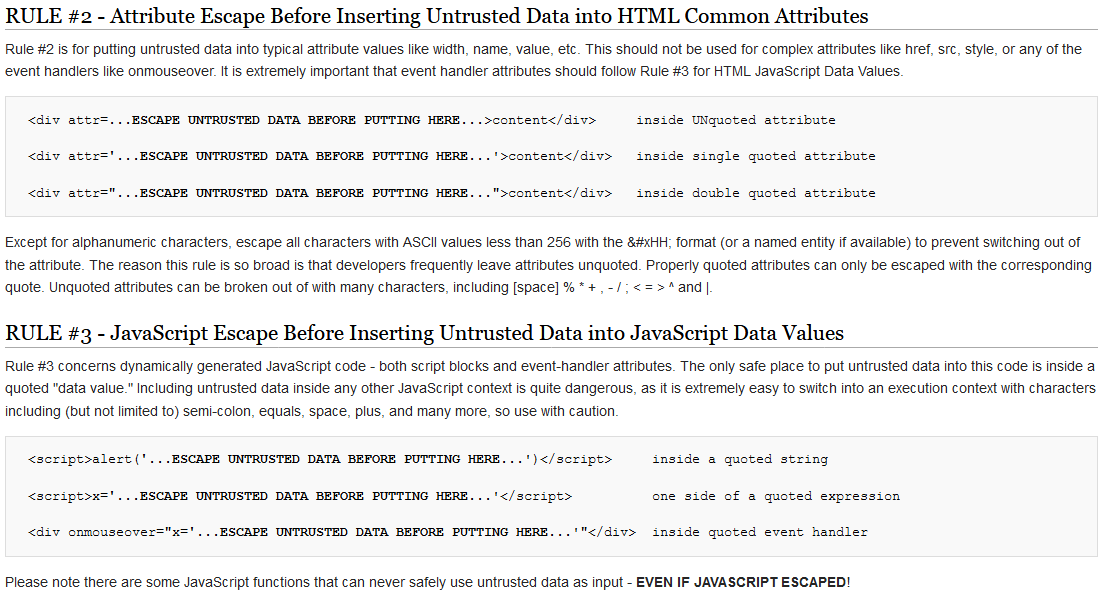 RULE #2 - Attribute Escape Before Inserting Untrusted Data into HTML Common Attributes
Rule #2 is for putting untrusted data into typical attribute values like width, name, value, etc. This should not be used for complex attributes like href, src, style, or any of the
event handlers like onmouseover. It is extremely important that event handler attributes should follow Rule #3 for HTML JavaScript Data Values.
<div attr=...ESCAPE UNTRUSTED DATA BEFORE PUTTING HERE...>content</div>     inside UNquoted attribute
<div attr='...ESCAPE UNTRUSTED DATA BEFORE PUTTING HERE...'>content</div>   inside single quoted attribute
<div attr="...ESCAPE UNTRUSTED DATA BEFORE PUTTING HERE...">content</div>   inside double quoted attribute
Except for alphanumeric characters, escape all characters with ASCII values less than 256 with the &#xHH; format (or a named entity if available) to prevent switching out of
the attribute. The reason this rule is so broad is that developers frequently leave attributes unquoted. Properly quoted attributes can only be escaped with the corresponding
quote. Unquoted attributes can be broken out of with many characters, including [space] % * + , - / ; < = > ^ and |.
RULE #3 - JavaScript Escape Before Inserting Untrusted Data into JavaScript Data Values
Rule #3 concerns dynamically generated JavaScript code - both script blocks and event-handler attributes. The only safe place to put untrusted data into this code is inside a
quoted "data value." Including untrusted data inside any other JavaScript context is quite dangerous, as it is extremely easy to switch into an execution context with characters
including (but not limited to) semi-colon, equals, space, plus, and many more, so use with caution.
<script>alert('...ESCAPE UNTRUSTED DATA BEFORE PUTTING HERE...')</script>     inside a quoted string
<script>x='...ESCAPE UNTRUSTED DATA BEFORE PUTTING HERE...'</script>          one side of a quoted expression
<div onmouseover="x='...ESCAPE UNTRUSTED DATA BEFORE PUTTING HERE...'"</div>  inside quoted event handler
Please note there are some JavaScript functions that can never safely use untrusted data as input - EVEN IF JAVASCRIPT ESCAPED!